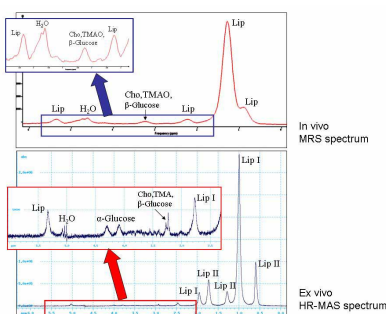 H₂O
Lip
Cho,TMAO,
β-Glucose
Lip
Lip
Cho,TMAO,
β-Glucose
Lip
H₂O
Lip
Lip
In vivo
MRS spectrum
Lip I
Cho,TMA,
β-Glucose
Lip I
Lip
H₂O
α-Glucose
Lip II
Lip I
Lip II
Lip II
Ex vivo
HR-MAS spectrum